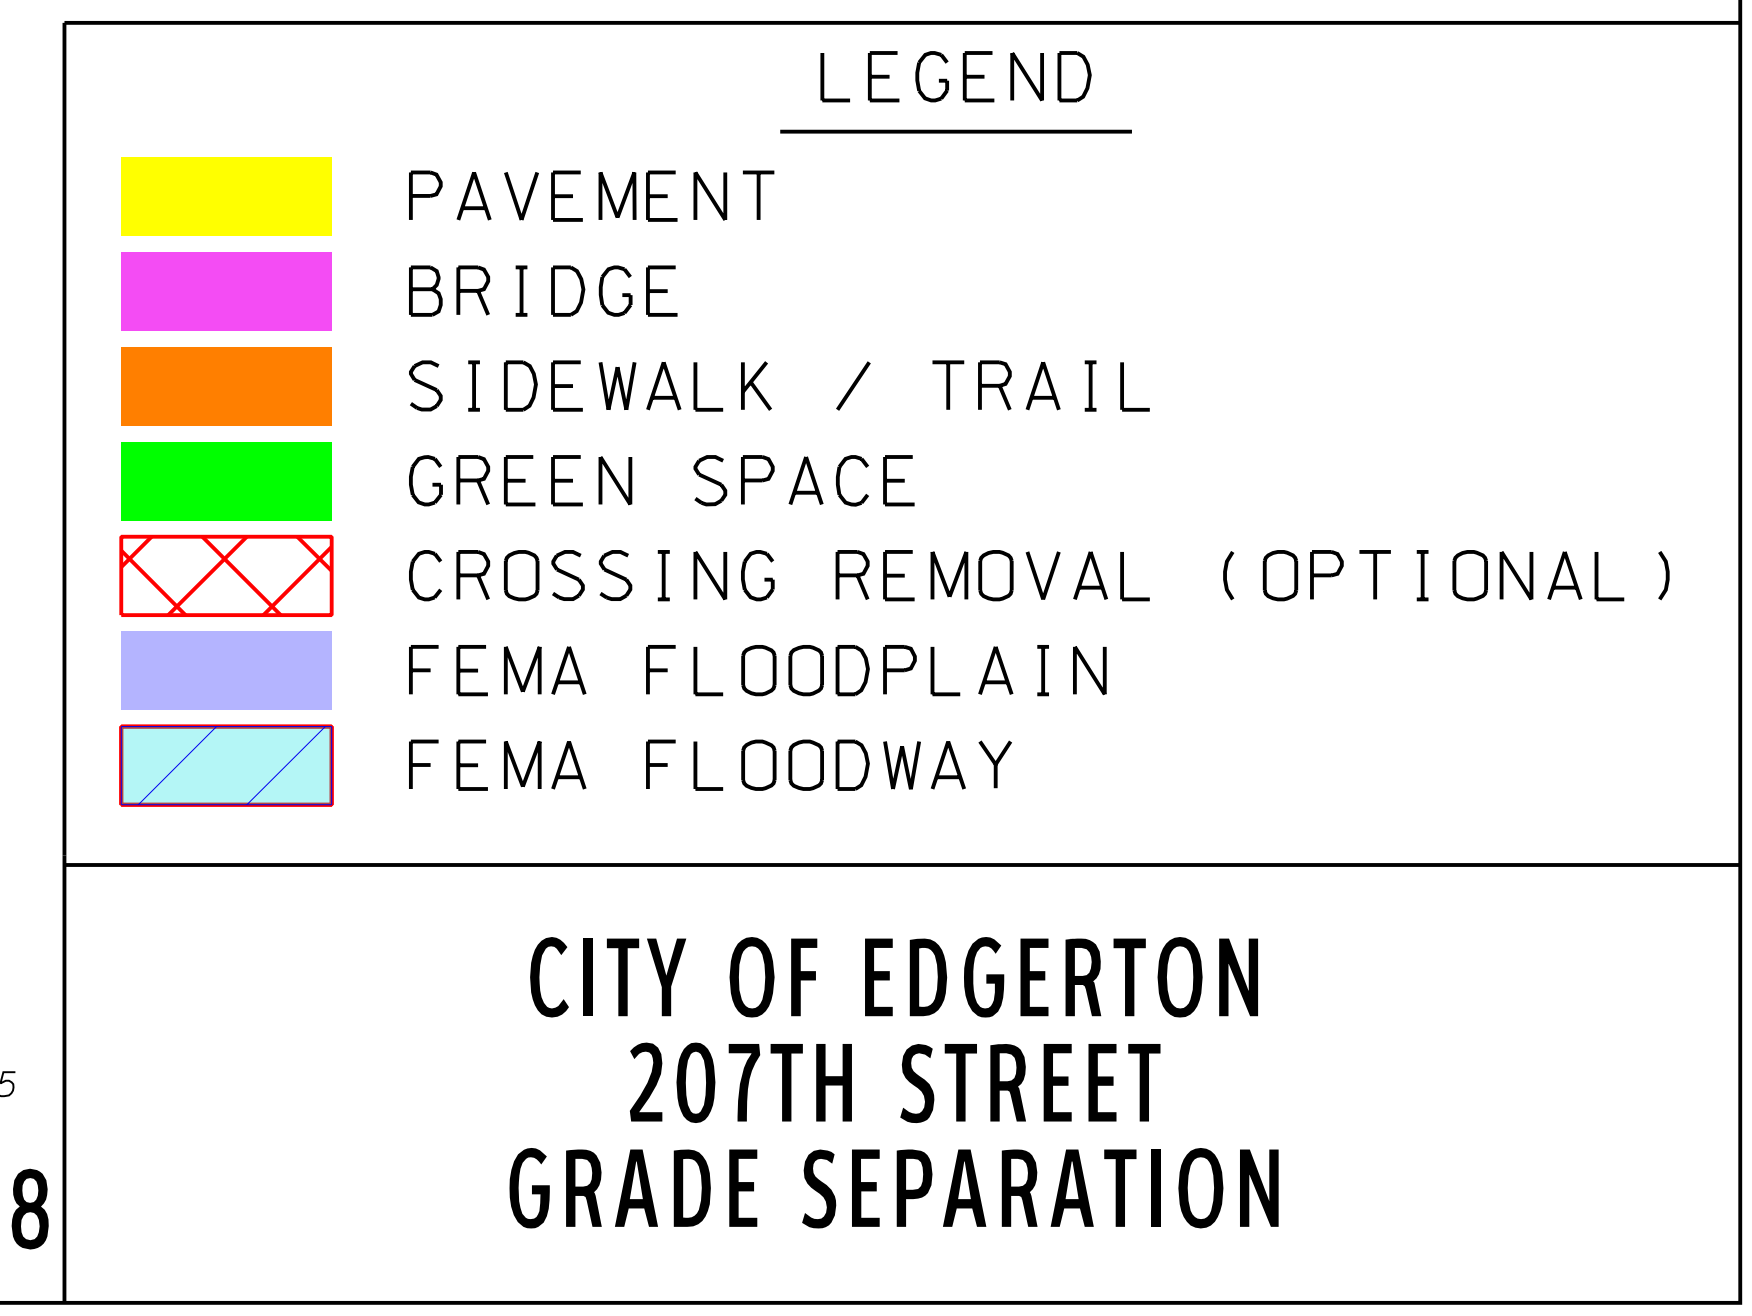 LEGEND
PAVEMENT
BRIDGE
SIDEWALK / TRAIL
GREEN SPACE
CROSSING REMOVAL (OPTIONAL)
FEMA FLOODPLAIN
FEMA FLOODWAY
CITY OF EDGERTON
207TH STREET
GRADE SEPARATION
5
8